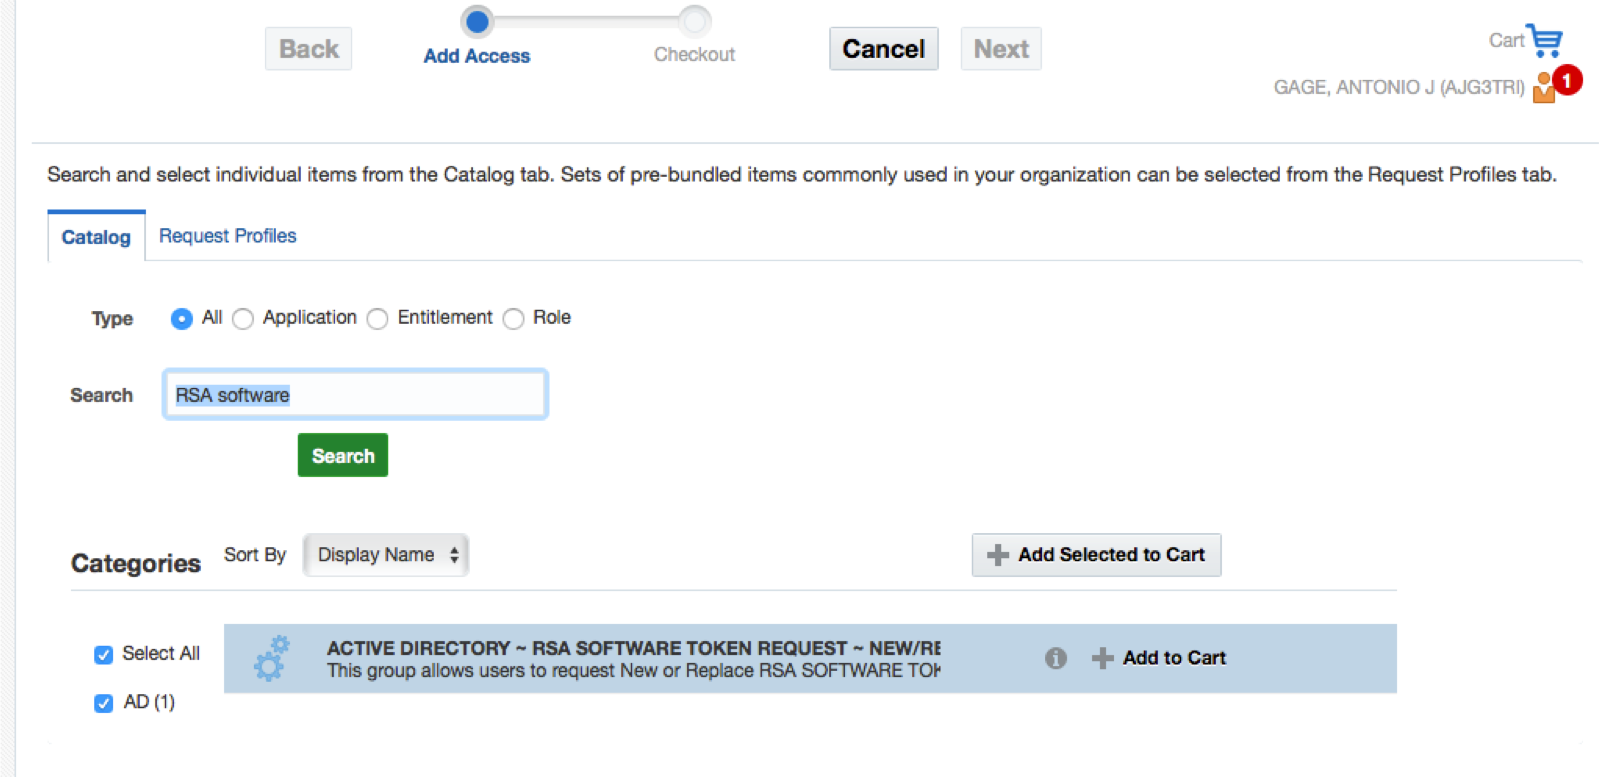 Back
Add Access
Checkout
Cancel
Next
Cart
GAGE, ANTONIO J (AJG3TRI)
1
Search and select individual items from the Catalog tab. Sets of pre-bundled items commonly used in your organization can be selected from the Request Profiles tab.
Catalog
Request Profiles
Type
All
Application
Entitlement
Role
Search
RSA software
Search
Categories
Sort By
Display Name
Add Selected to Cart
Select All
AD (1)
ACTIVE DIRECTORY ~ RSA SOFTWARE TOKEN REQUEST ~ NEW/RE
This group allows users to request New or Replace RSA SOFTWARE TOK
Add to Cart